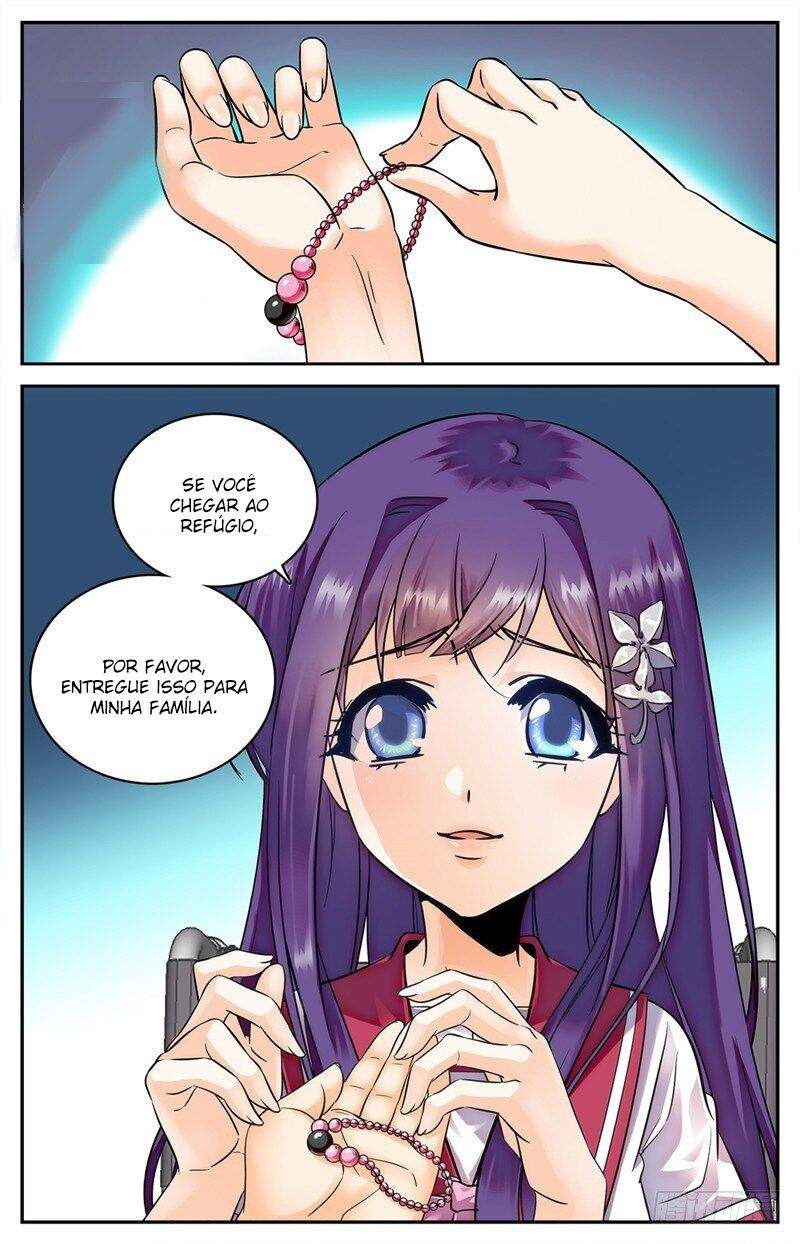 SE VOCÊ
CHEGAR AO
REFÚGIO,
POR FAVOR,
ENTREGUE ISSO PARA
MINHA FAMÍLIA.